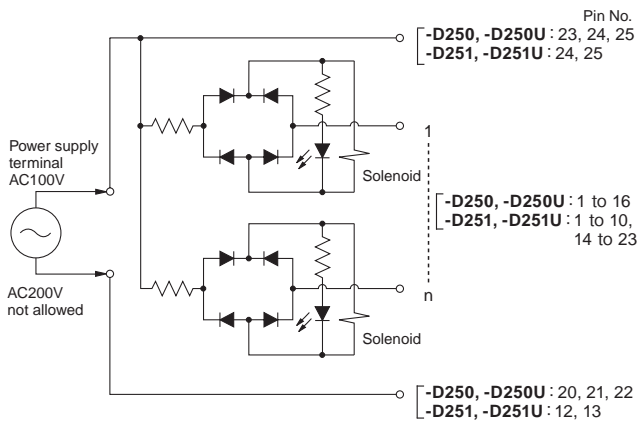 Pin No.
-D250, -D250U : 23, 24, 25
-D251, -D251U : 24, 25
Power supply
terminal
AC100V
1
Solenoid
-D250, -D250U : 1 to 16
-D251, -D251U : 1 to 10,
14 to 23
AC200V
not allowed
n
Solenoid
-D250, -D250U : 20, 21, 22
-D251, -D251U : 12, 13